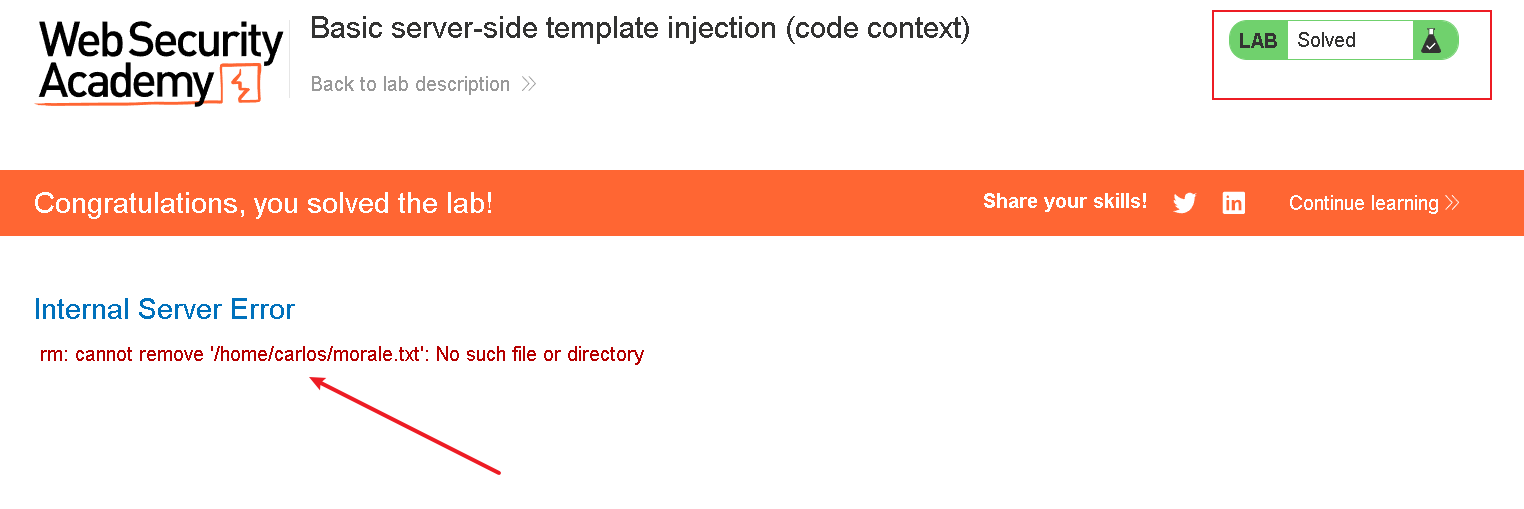 Web Security
Academy
Basic server-side template injection (code context)
Back to lab description
LAB Solved
Congratulations, you solved the lab!
Share your skills!
Continue learning
Internal Server Error
rm: cannot remove '/home/carlos/morale.txt': No such file or directory